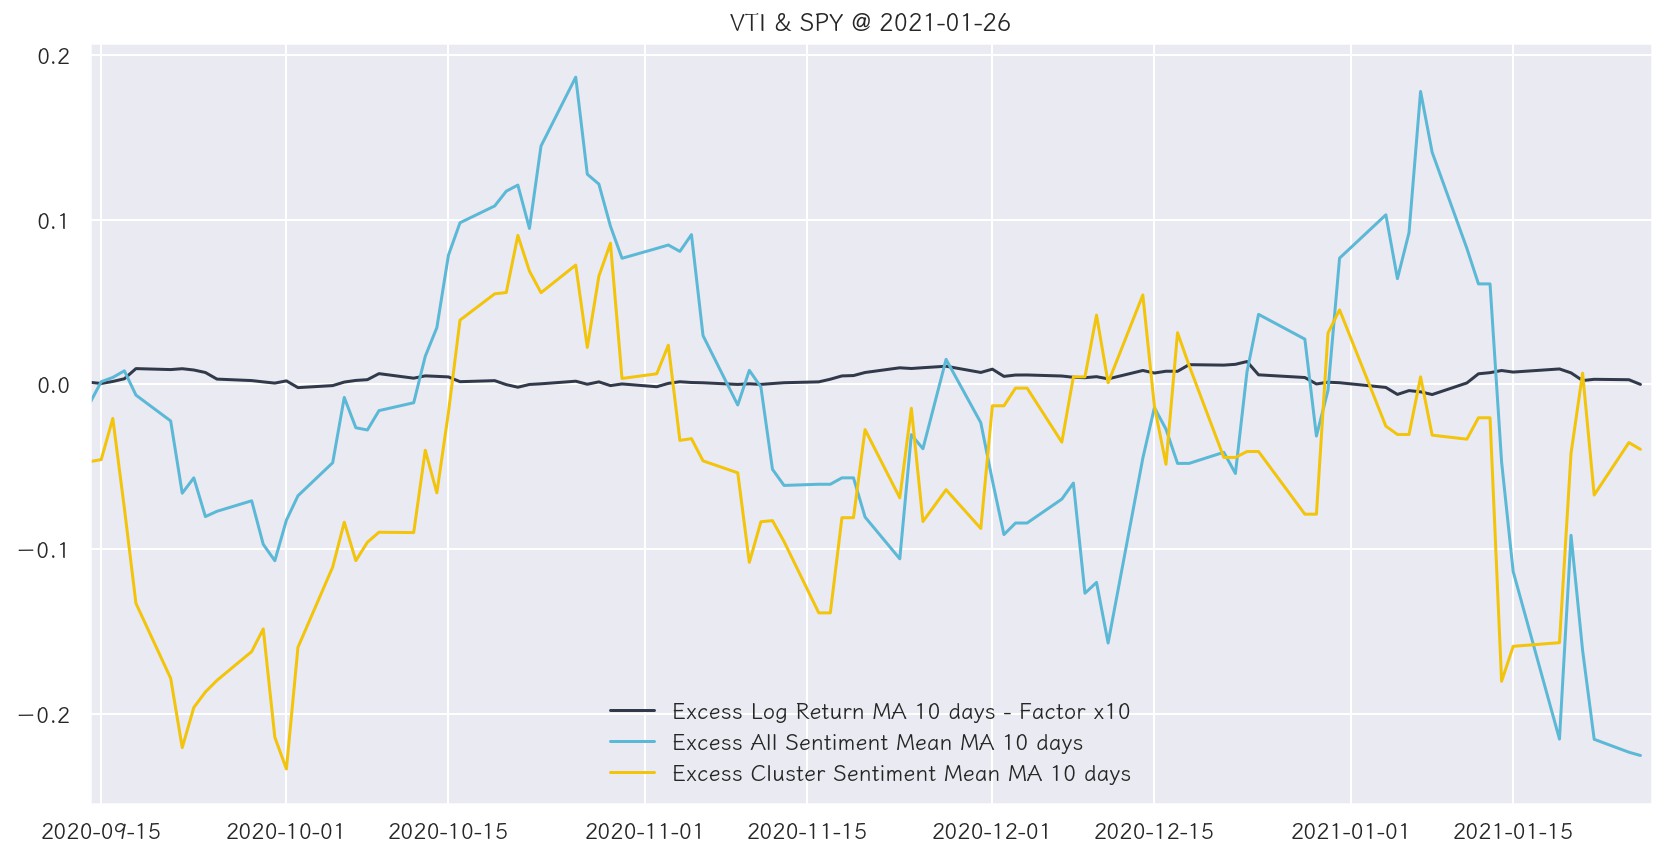 VTI & SPY @ 2021-01-26
0.2
0.1
0.0
−0.1
−0.2
Excess Log Return MA 10 days - Factor x10
Excess All Sentiment Mean MA 10 days
Excess Cluster Sentiment Mean MA 10 days
2020-09-15 2020-10-01 2020-10-15 2020-11-01 2020-11-15 2020-12-01 2020-12-15 2021-01-01 2021-01-15